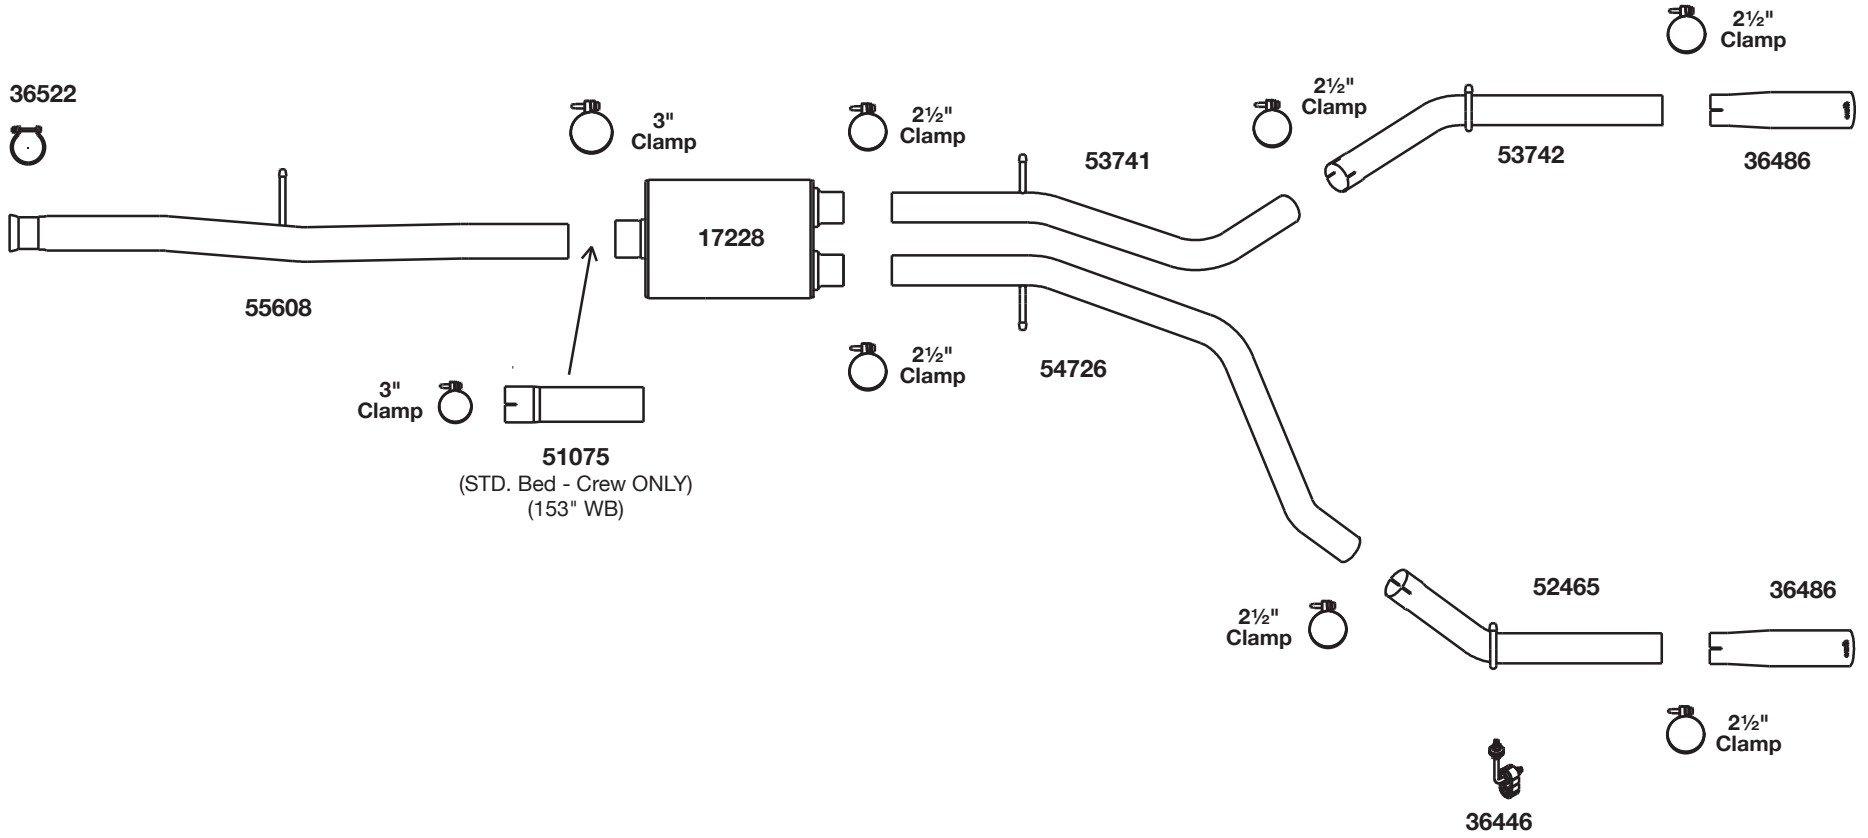 2½"
Clamp
36522
2½"
Clamp
3"
Clamp
2½"
Clamp
53741
53742
36486
17228
55608
2½"
Clamp
54726
3"
Clamp
51075
(STD. Bed - Crew ONLY)
(153" WB)
52465
36486
2½"
Clamp
2½"
Clamp
36446